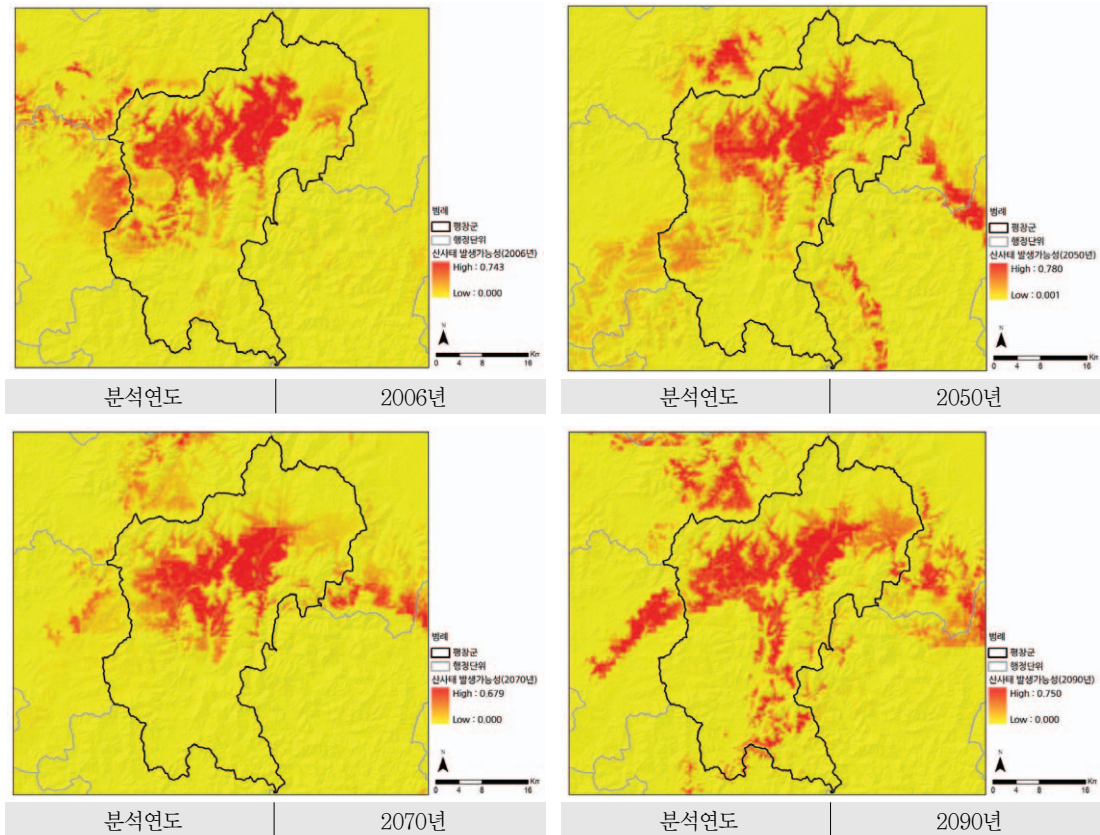 범례
평창군
행정단위
산사태 발생가능성(2006년)
High : 0.743
Low : 0.000
N
0 4 8 16 Km
분석연도 2006년
범례
평창군
행정단위
산사태 발생가능성(2050년)
High : 0.780
Low : 0.001
N
0 4 8 16 Km
분석연도 2050년
범례
평창군
행정단위
산사태 발생가능성(2070년)
High : 0.679
Low : 0.000
N
0 4 8 16 Km
분석연도 2070년
범례
평창군
행정단위
산사태 발생가능성(2090년)
High : 0.750
Low : 0.000
N
0 4 8 16 Km
분석연도 2090년